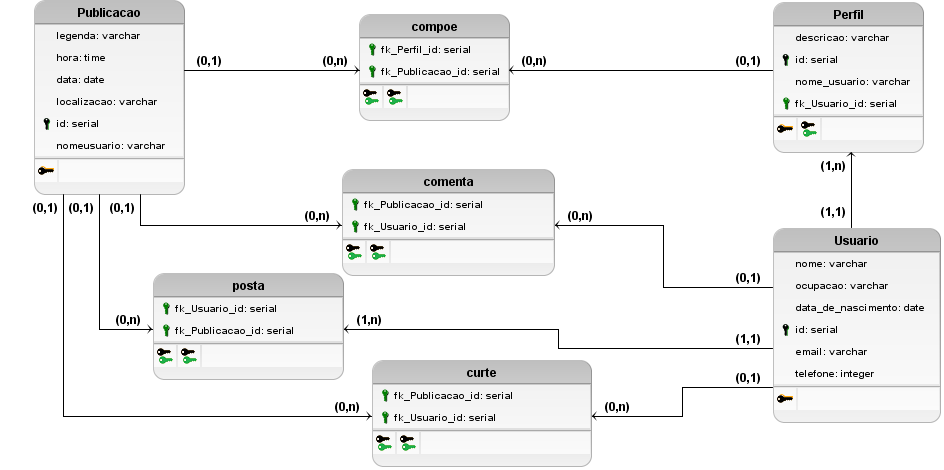 Publicacao
legenda: varchar
hora: time
data: date
localizacao: varchar
id: serial
nomeusuario: varchar
compoe
fk_Perfil_id: serial
fk_Publicacao_id: serial
Perfil
descricao: varchar
id: serial
nome_usuario: varchar
fk_Usuario_id: serial
(0,1)
(0,n)
(0,n)
(0,1)
comenta
fk_Publicacao_id: serial
fk_Usuario_id: serial
(1,n)
(1,1)
(0,1)
(0,1)
(0,1)
(0,n)
(0,n)
(0,1)
Usuario
nome: varchar
ocupacao: varchar
data_de_nascimento: date
id: serial
email: varchar
telefone: integer
posta
fk_Usuario_id: serial
fk_Publicacao_id: serial
(0,n)
(1,n)
(1,1)
curte
fk_Publicacao_id: serial
fk_Usuario_id: serial
(0,n)
(0,n)
(0,1)